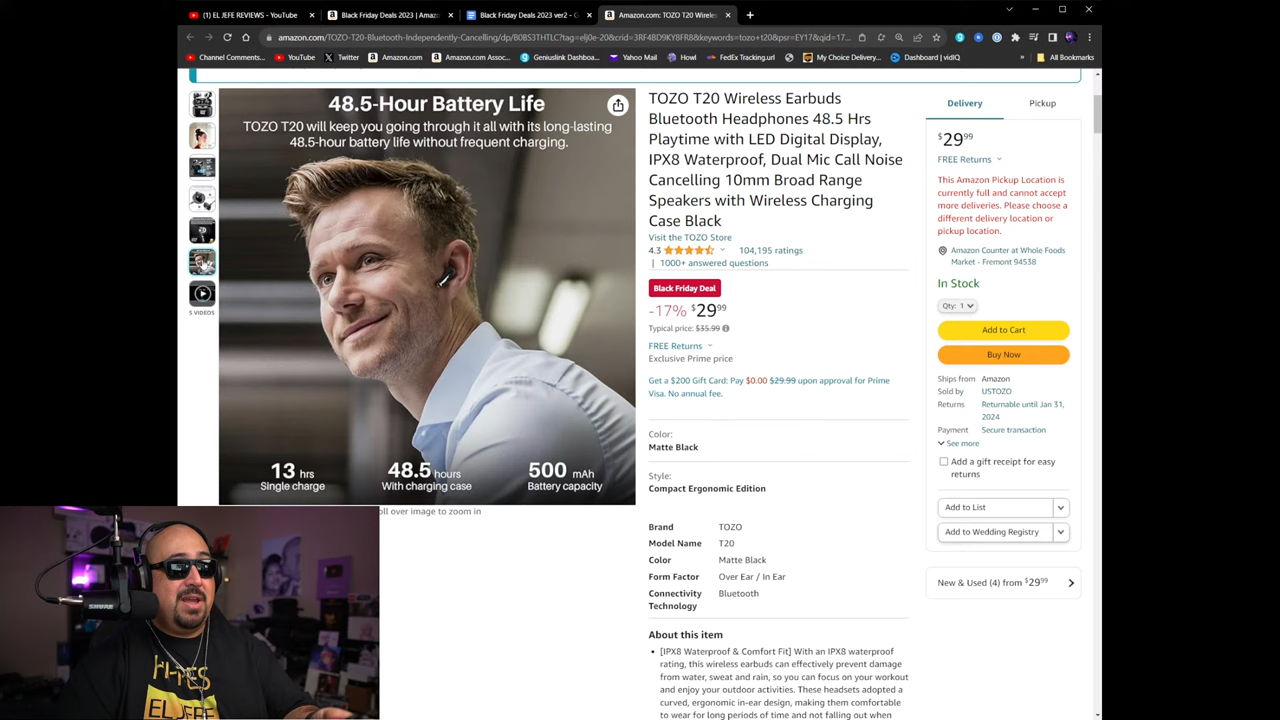 (1) EL JEFE REVIEWS - YouTube
Black Friday Deals 2023 | Amaz
Black Friday Deals 2023 ver2 - G
Amazon.com: TOZO T20 Wireles
amazon.com/TOZO-T20-Bluetooth-Independently-Cancelling/dp/B0BS3THTLC?tag=elj0e-20&crid=3RF4BD9KY8FR8&keywords=tozo+t20&psr=EY17&qid=17...
Channel Comments...
YouTube
Twitter
Amazon.com
Amazon.com Assoc...
Geniuslink Dashboa...
Yahoo Mail
Howl
FedEx Tracking.url
My Choice Delivery...
Dashboard | vidIQ
»
All Bookmarks
48.5-Hour Battery Life
TOZO T20 will keep you going through it all with its long-lasting
48.5-hour battery life without frequent charging.
13 hrs
Single charge
48.5 hours
With charging case
500 mAh
Battery capacity
5 VIDEOS
oll over image to zoom in
TOZO T20 Wireless Earbuds
Bluetooth Headphones 48.5 Hrs
Playtime with LED Digital Display,
IPX8 Waterproof, Dual Mic Call Noise
Cancelling 10mm Broad Range
Speakers with Wireless Charging
Case Black
Visit the TOZO Store
4.3 104,195 ratings
| 1000+ answered questions
Black Friday Deal
-17% $2999
Typical price: $35.99
FREE Returns
Exclusive Prime price
Get a $200 Gift Card: Pay $0.00 $29.99 upon approval for Prime
Visa. No annual fee.
Color:
Matte Black
Style:
Compact Ergonomic Edition
Brand TOZO
Model Name T20
Color Matte Black
Form Factor Over Ear / In Ear
Connectivity Bluetooth
Technology
About this item
• [IPX8 Waterproof & Comfort Fit] With an IPX8 waterproof
rating, this wireless earbuds can effectively prevent damage
from water, sweat and rain, so you can focus on your workout
and enjoy your outdoor activities. These headsets adopted a
curved, ergonomic in-ear design, making them comfortable
to wear for long periods of time and not falling out when
Delivery
Pickup
$2999
FREE Returns
This Amazon Pickup Location is
currently full and cannot accept
more deliveries. Please choose a
different delivery location or
pickup location.
Amazon Counter at Whole Foods
Market - Fremont 94538
In Stock
Qty: 1
Add to Cart
Buy Now
Ships from Amazon
Sold by USTOZO
Returns Returnable until Jan 31,
2024
Payment Secure transaction
See more
Add a gift receipt for easy
returns
Add to List
Add to Wedding Registry
New & Used (4) from $2999
SHURE
HI-YES
EL JEFE